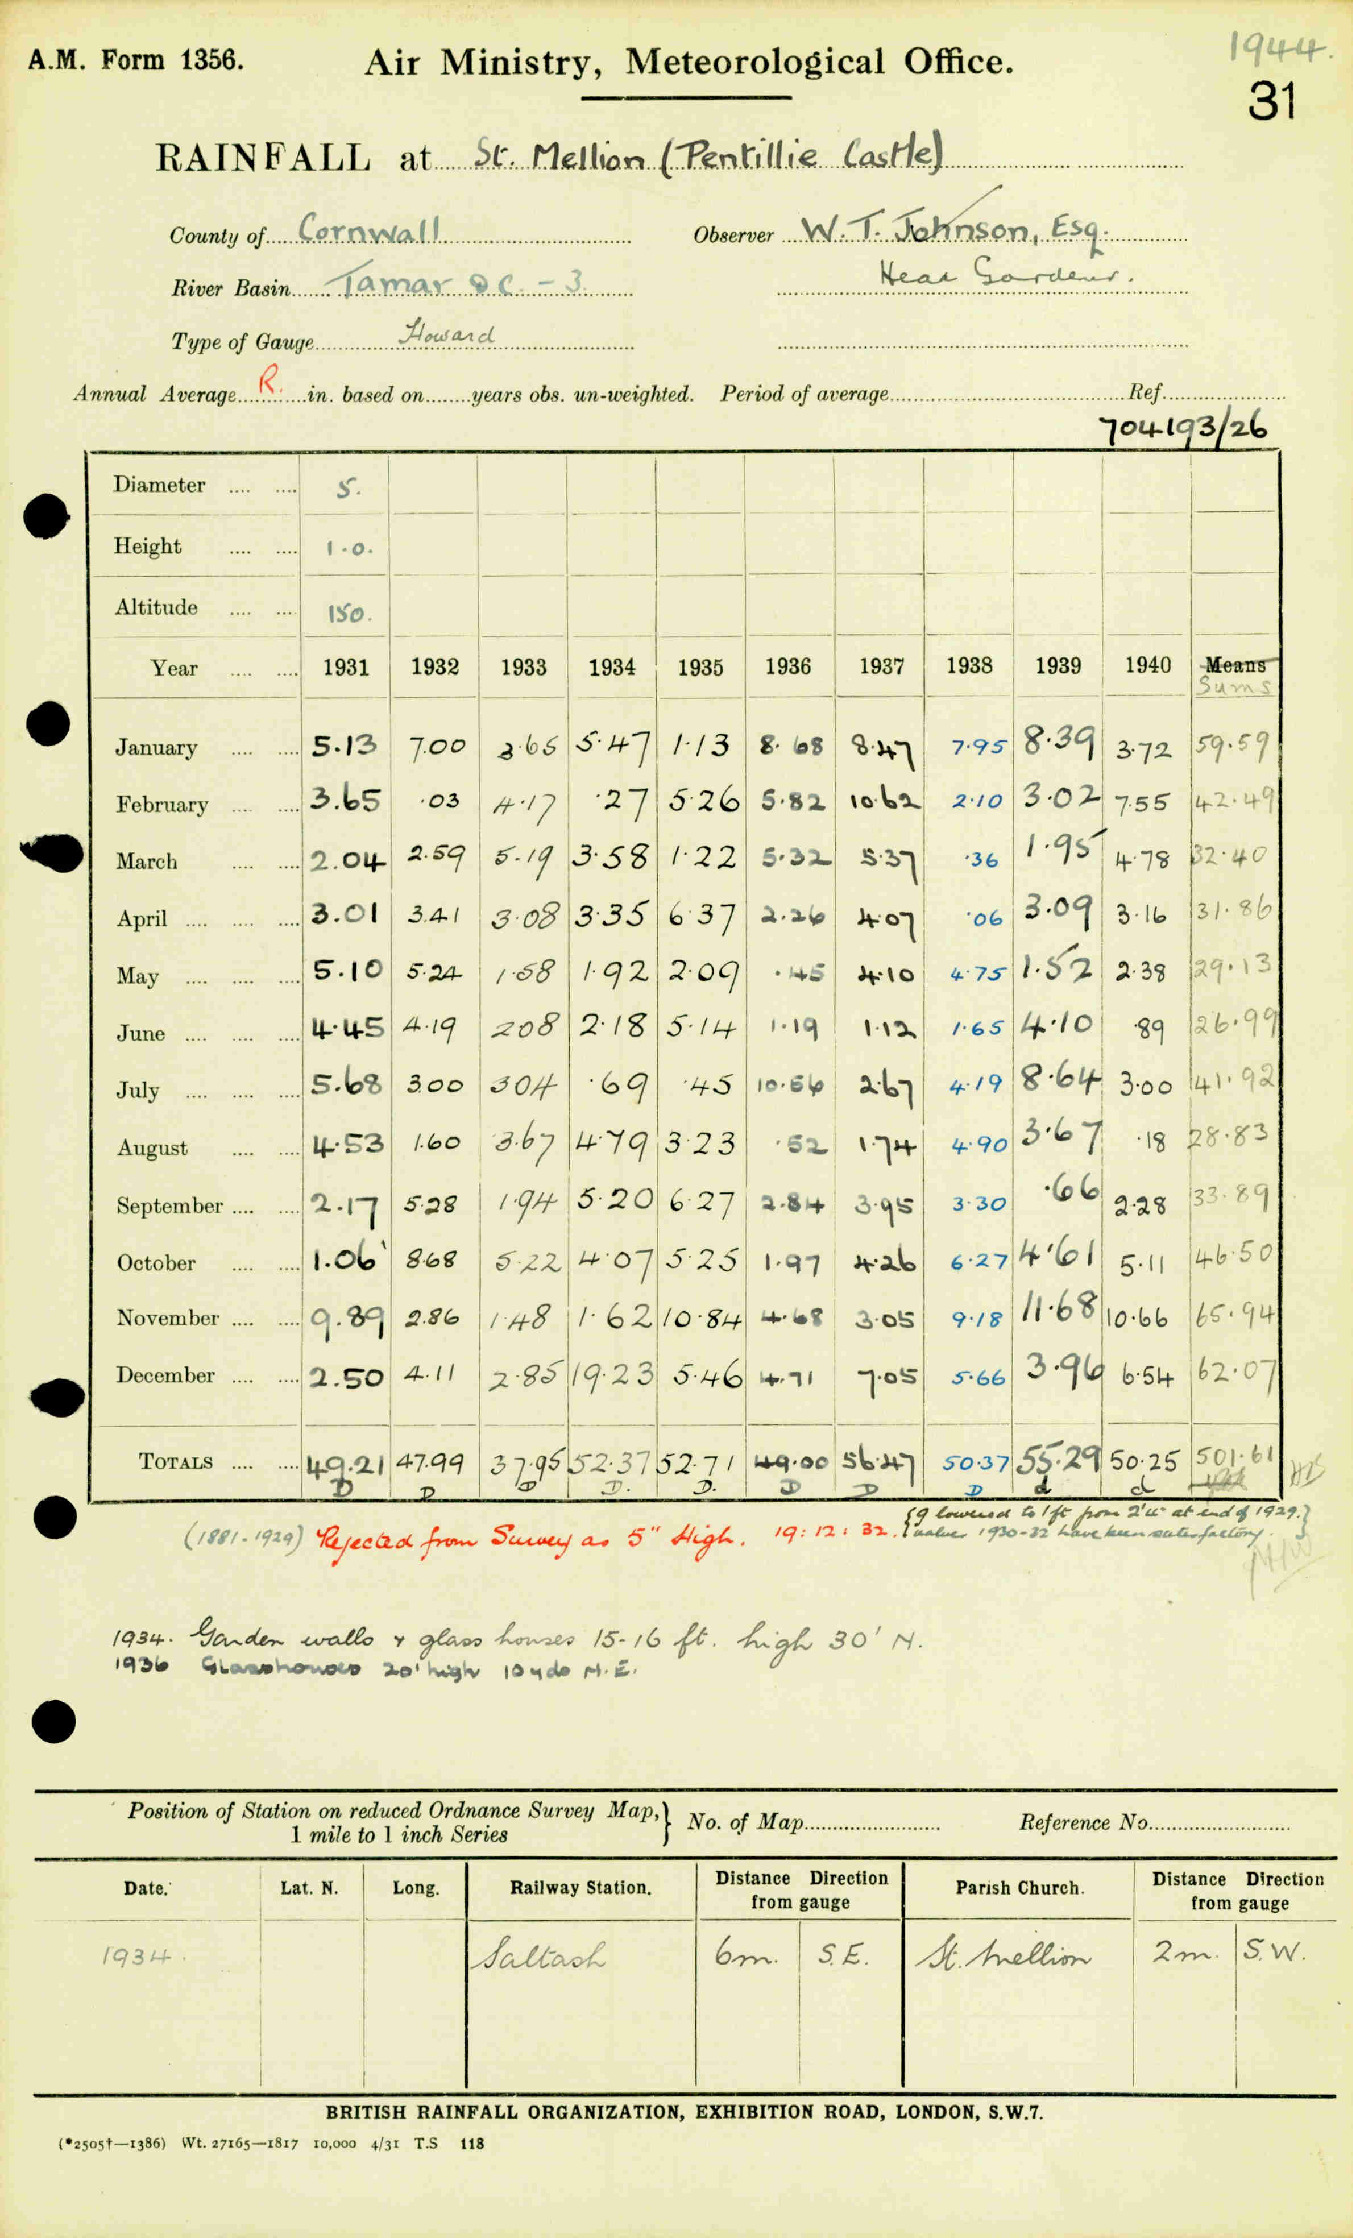 1944.
A.M. Form 1356.
Air Ministry, Meteorological Office.
31
RAINFALL at St. Mellion (Pentillie Castle)
County of Cornwall Observer W. T. Johnson, Esq.
River Basin Tamar & C. - 3. Head Gardener.
Type of Gauge Howard
Annual Average R. in. based on years obs. un-weighted. Period of average Ref.
704193/26
Diameter 5.
Height 1.0.
Altitude 150.
Year 1931 1932 1933 1934 1935 1936 1937 1938 1939 1940 Means
Sums
January 5.13 7.00 3.65 5.47 1.13 8.68 8.47 7.95 8.39 3.72 59.59
February 3.65 .03 4.17 .27 5.26 5.82 10.62 2.10 3.02 7.55 42.49
March 2.04 2.59 5.19 3.58 1.22 5.32 5.37 .36 1.95 4.78 32.40
April 3.01 3.41 3.08 3.35 6.37 2.26 4.07 .06 3.09 3.16 31.86
May 5.10 5.24 1.58 1.92 2.09 .45 4.10 4.75 1.52 2.38 29.13
June 4.45 4.19 2.08 2.18 5.14 1.19 1.12 1.65 4.10 .89 26.99
July 5.68 3.00 3.04 .69 .45 10.56 2.67 4.19 8.64 3.00 41.92
August 4.53 1.60 3.67 4.79 3.23 .52 1.74 4.90 3.67 .18 28.83
September 2.17 5.28 1.94 5.20 6.27 2.84 3.95 3.30 .66 2.28 33.89
October 1.06 8.68 5.22 4.07 5.25 1.97 4.26 6.27 4.61 5.11 46.50
November 9.89 2.86 1.48 1.62 10.84 4.68 3.05 9.18 11.68 10.66 65.94
December 2.50 4.11 2.85 19.23 5.46 4.71 7.05 5.66 3.96 6.54 62.07
TOTALS 49.21 47.99 37.95 52.37 52.71 49.00 56.47 50.37 55.29 50.25 501.61
D D D D. D. D D D d d
(1881-1929) Rejected from Survey as 5" High. 19:12:32.
{g lowered to 1 ft from 2'4" at end of 1929.}
values 1930-32 have been satisfactory.
1934. Garden walls & glass houses 15-16 ft. high 30' N.
1936 Glasshouses 20' high 10 yds N.E.
Position of Station on reduced Ordnance Survey Map, 1 mile to 1 inch Series } No. of Map Reference No.
Date. Lat. N. Long. Railway Station. Distance Direction from gauge Parish Church. Distance Direction from gauge
1934. Saltash 6m. S.E. St. Mellion 2m. S.W.
BRITISH RAINFALL ORGANIZATION, EXHIBITION ROAD, LONDON, S.W.7.
(*2505†—1386) Wt. 27165—1817 10,000 4/31 T.S 118